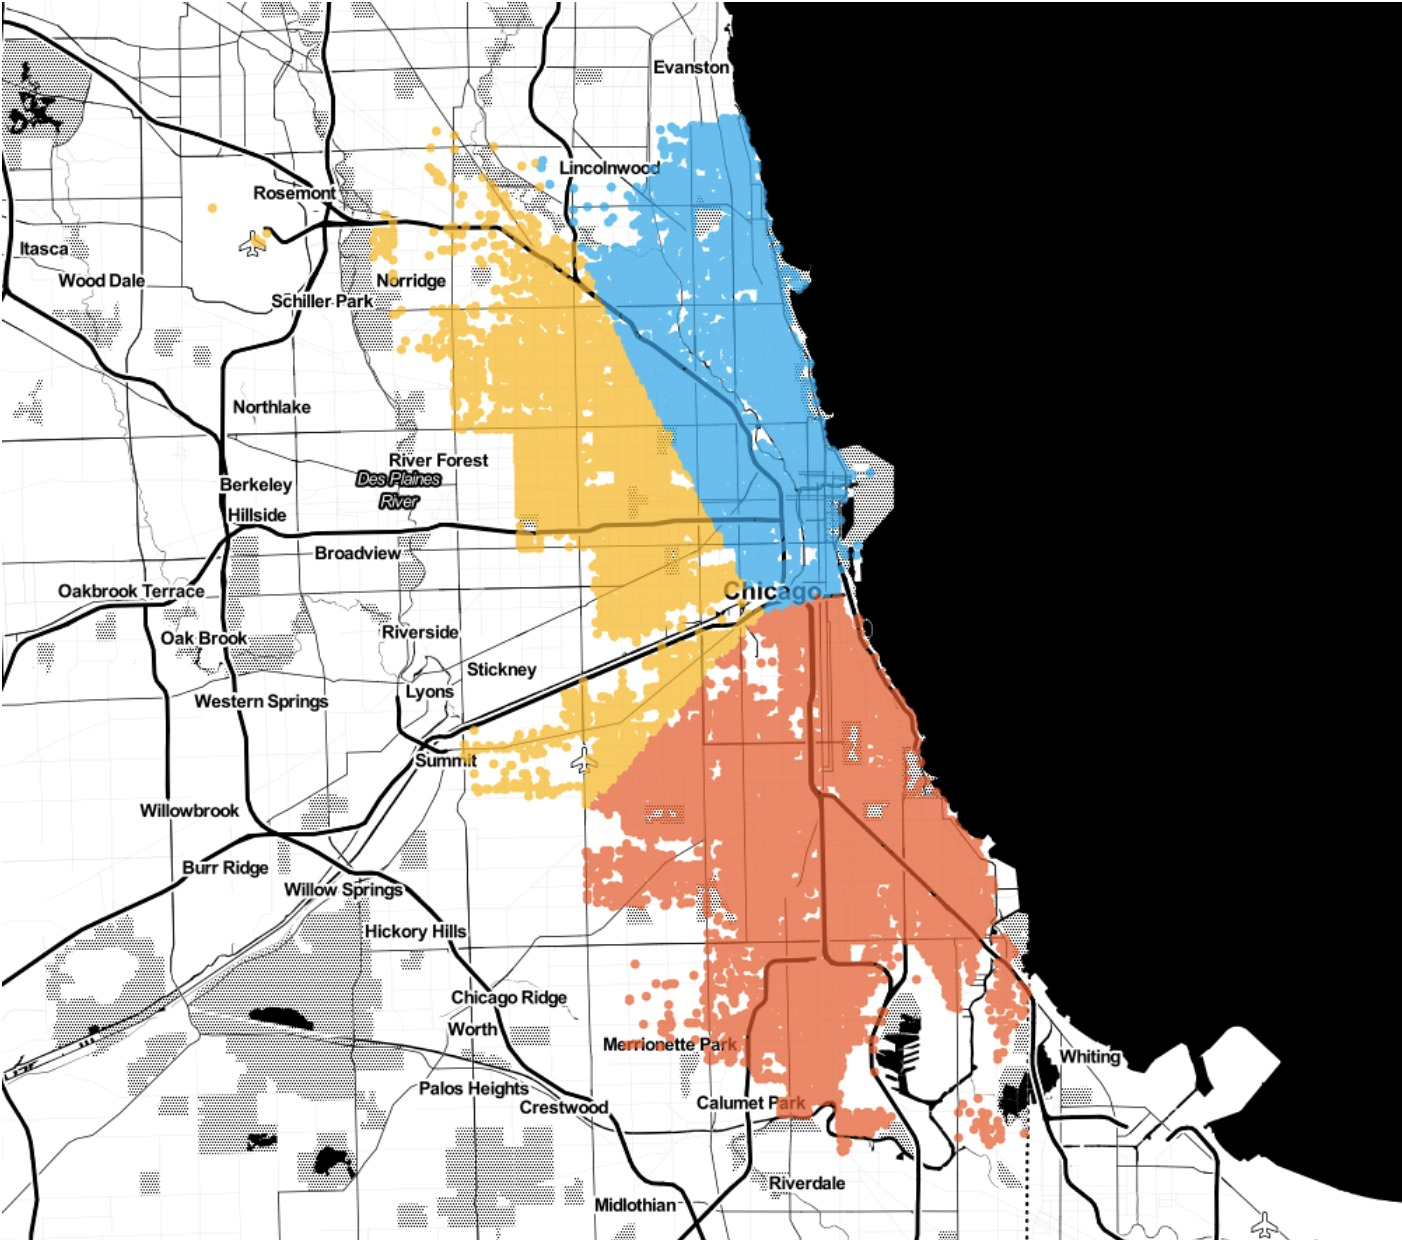 Evanston
Lincolnwood
Rosemont
Itasca
Wood Dale
Norridge
Schiller Park
Northlake
River Forest
Des Plaines
River
Berkeley
Hillside
Broadview
Oakbrook Terrace
Chicago
Oak Brook
Riverside
Stickney
Lyons
Western Springs
Summit
Willowbrook
Burr Ridge
Willow Springs
Hickory Hills
Chicago Ridge
Worth
Merrionette Park
Whiting
Palos Heights
Crestwood
Calumet Park
Riverdale
Midlothian